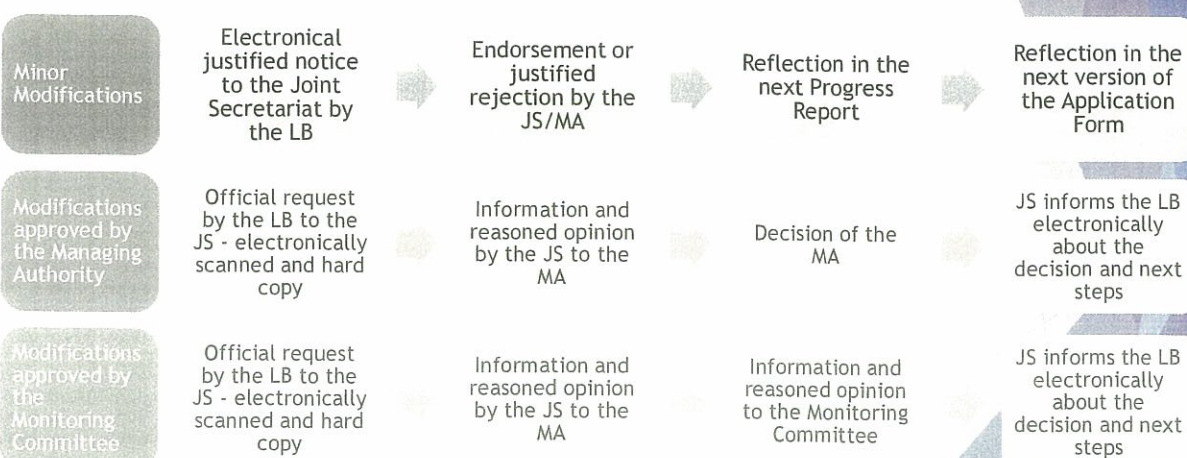 Minor
Modifications
Electronical
justified notice
to the Joint
Secretariat by
the LB
Endorsement or
justified
rejection by the
JS/MA
Reflection in the
next Progress
Report
Reflection in the
next version of
the Application
Form
Modifications
approved by
the Managing
Authority
Official request
by the LB to the
JS - electronically
scanned and hard
copy
Information and
reasoned opinion
by the JS to the
MA
Decision of the
MA
JS informs the LB
electronically
about the
decision and next
steps
Modifications
approved by
the
Monitoring
Committee
Official request
by the LB to the
JS - electronically
scanned and hard
copy
Information and
reasoned opinion
by the JS to the
MA
Information and
reasoned opinion
to the Monitoring
Committee
JS informs the LB
electronically
about the
decision and next
steps